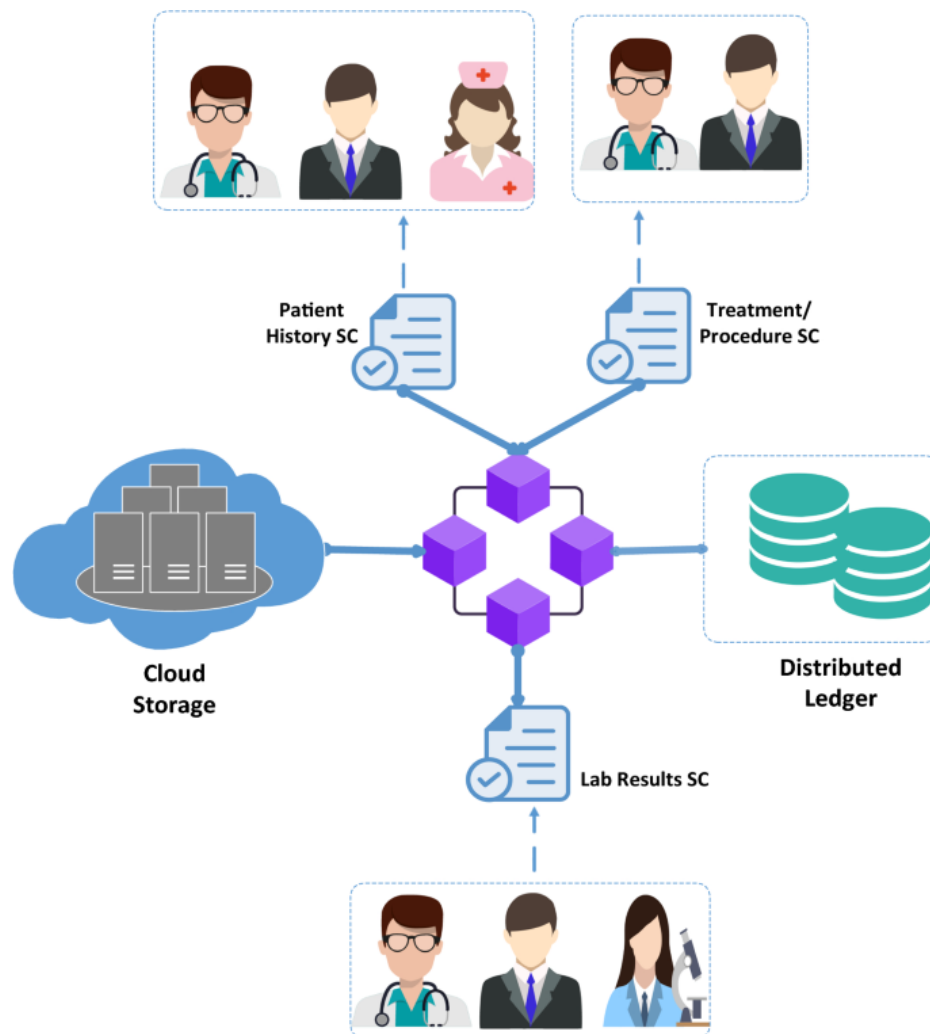 Patient
History SC
Treatment/
Procedure SC
Cloud
Storage
Distributed
Ledger
Lab Results SC